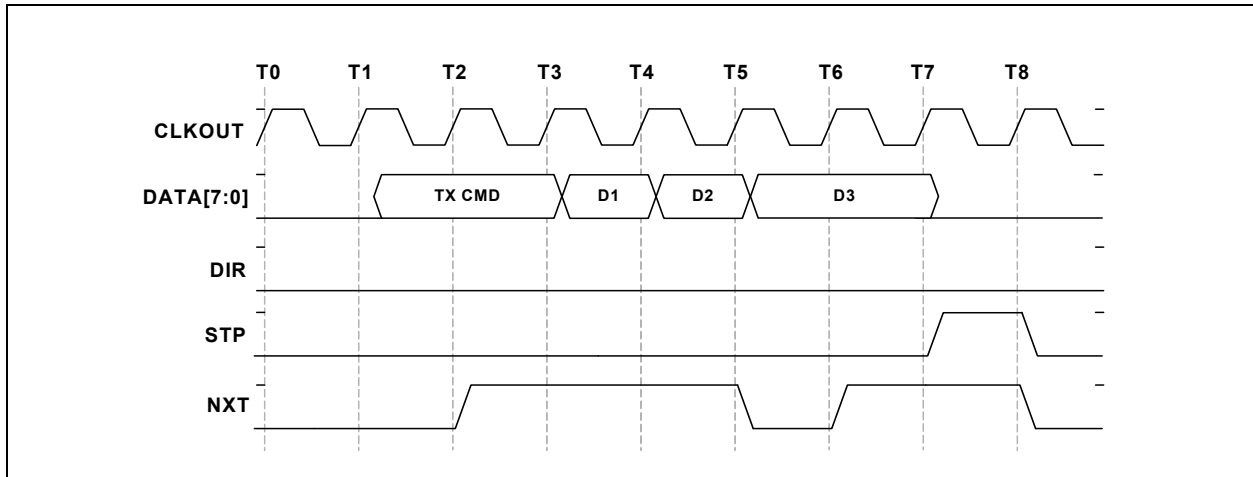 T0 T1 T2 T3 T4 T5 T6 T7 T8
CLKOUT
DATA[7:0] TX CMD D1 D2 D3
DIR
STP
NXT